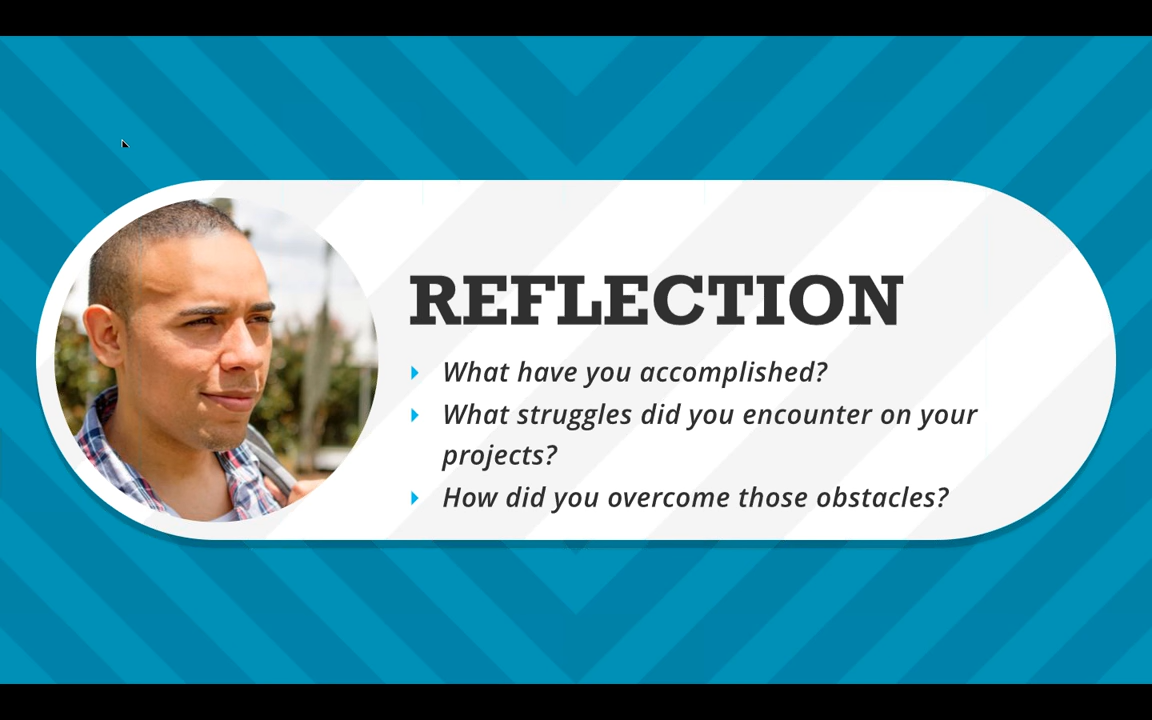 REFLECTION
What have you accomplished?
What struggles did you encounter on your
projects?
How did you overcome those obstacles?